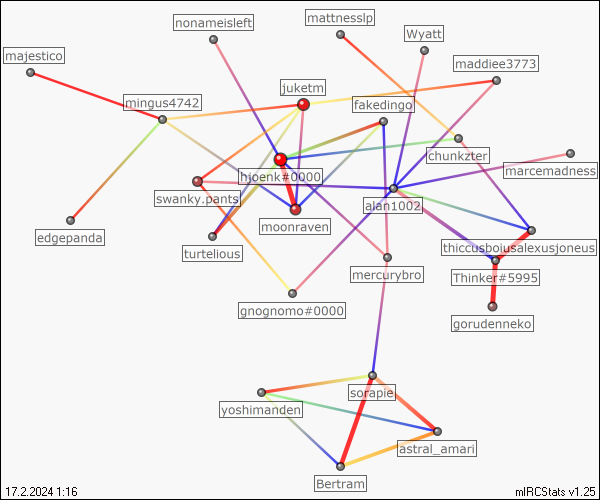 nonameisleft
mattnesslp
Wyatt
majestico
maddiee3773
juketm
mingus4742
fakedingo
chunkzter
marcemadness
hjoenk#0000
swanky.pants
ajan1002
moonraven
edgepanda
thiccusboiusalexusjoneus
turtelious
mercurybro
Thinker#5995
gnognomo#0000
gorudenneko
sorapie
yoshimanden
astral_amari
Bertram
17.2.2024 1:16
mIRCStats v1.25